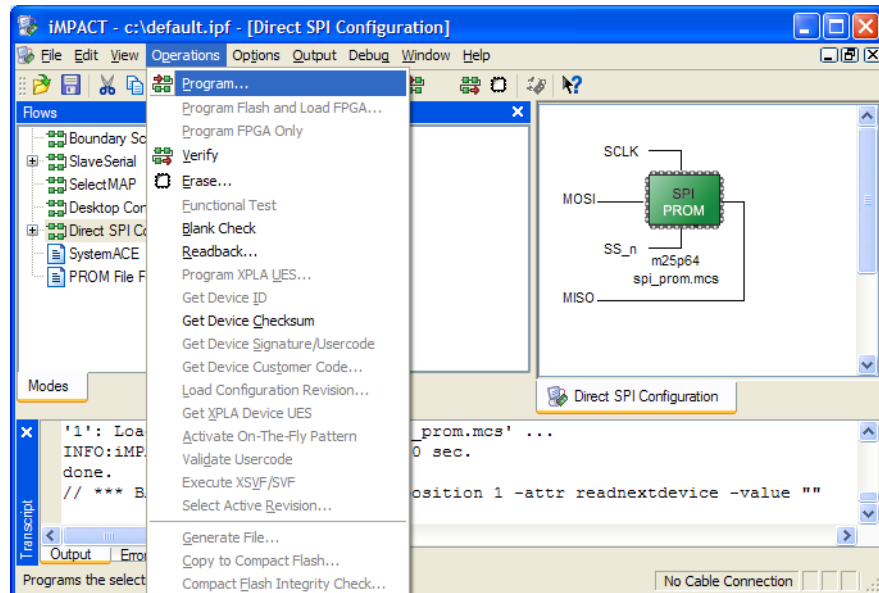 iMPACT - c:\default.ipf - [Direct SPI Configuration]
File Edit View Operations Options Output Debug Window Help
Flows
Boundary Sc
SlaveSerial
SelectMAP
Desktop Con
Direct SPI Co
SystemACE
PROM File F
Modes
Program...
Program Flash and Load FPGA...
Program FPGA Only
Verify
Erase...
Functional Test
Blank Check
Readback...
Program XPLA UES...
Get Device ID
Get Device Checksum
Get Device Signature/Usercode
Get Device Customer Code...
Load Configuration Revision...
Get XPLA Device UES
Activate On-The-Fly Pattern
Validate Usercode
Execute XSVF/SVF
Select Active Revision...
Generate File...
Copy to Compact Flash...
Compact Flash Integrity Check...
SCLK
MOSI
SPI
PROM
SS_n
m25p64
spi_prom.mcs
MISO
Direct SPI Configuration
'1': Loa _prom.mcs' ...
INFO:iMP 0 sec.
done.
// *** B osition 1 -attr readnextdevice -value ""
Transcript
Output Erro
Programs the select
No Cable Connection